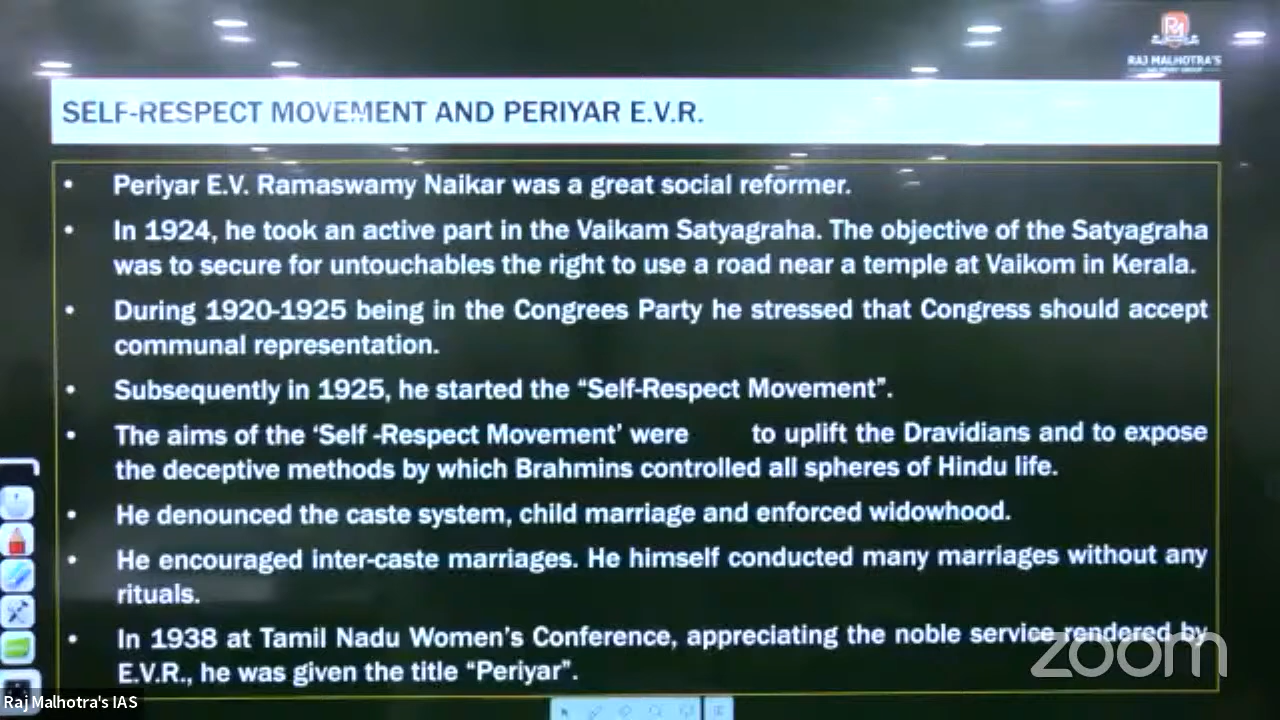 RAJ MALHOTRA'S
SELF-RESPECT MOVEMENT AND PERIYAR E.V.R.
• Periyar E.V. Ramaswamy Naikar was a great social reformer.
• In 1924, he took an active part in the Vaikam Satyagraha. The objective of the Satyagraha
was to secure for untouchables the right to use a road near a temple at Vaikom in Kerala.
• During 1920-1925 being in the Congrees Party he stressed that Congress should accept
communal representation.
• Subsequently in 1925, he started the “Self-Respect Movement”.
• The aims of the ‘Self -Respect Movement’ were to uplift the Dravidians and to expose
the deceptive methods by which Brahmins controlled all spheres of Hindu life.
• He denounced the caste system, child marriage and enforced widowhood.
• He encouraged inter-caste marriages. He himself conducted many marriages without any
rituals.
• In 1938 at Tamil Nadu Women’s Conference, appreciating the noble service rendered by
E.V.R., he was given the title “Periyar”.
zoom
Raj Malhotra's IAS